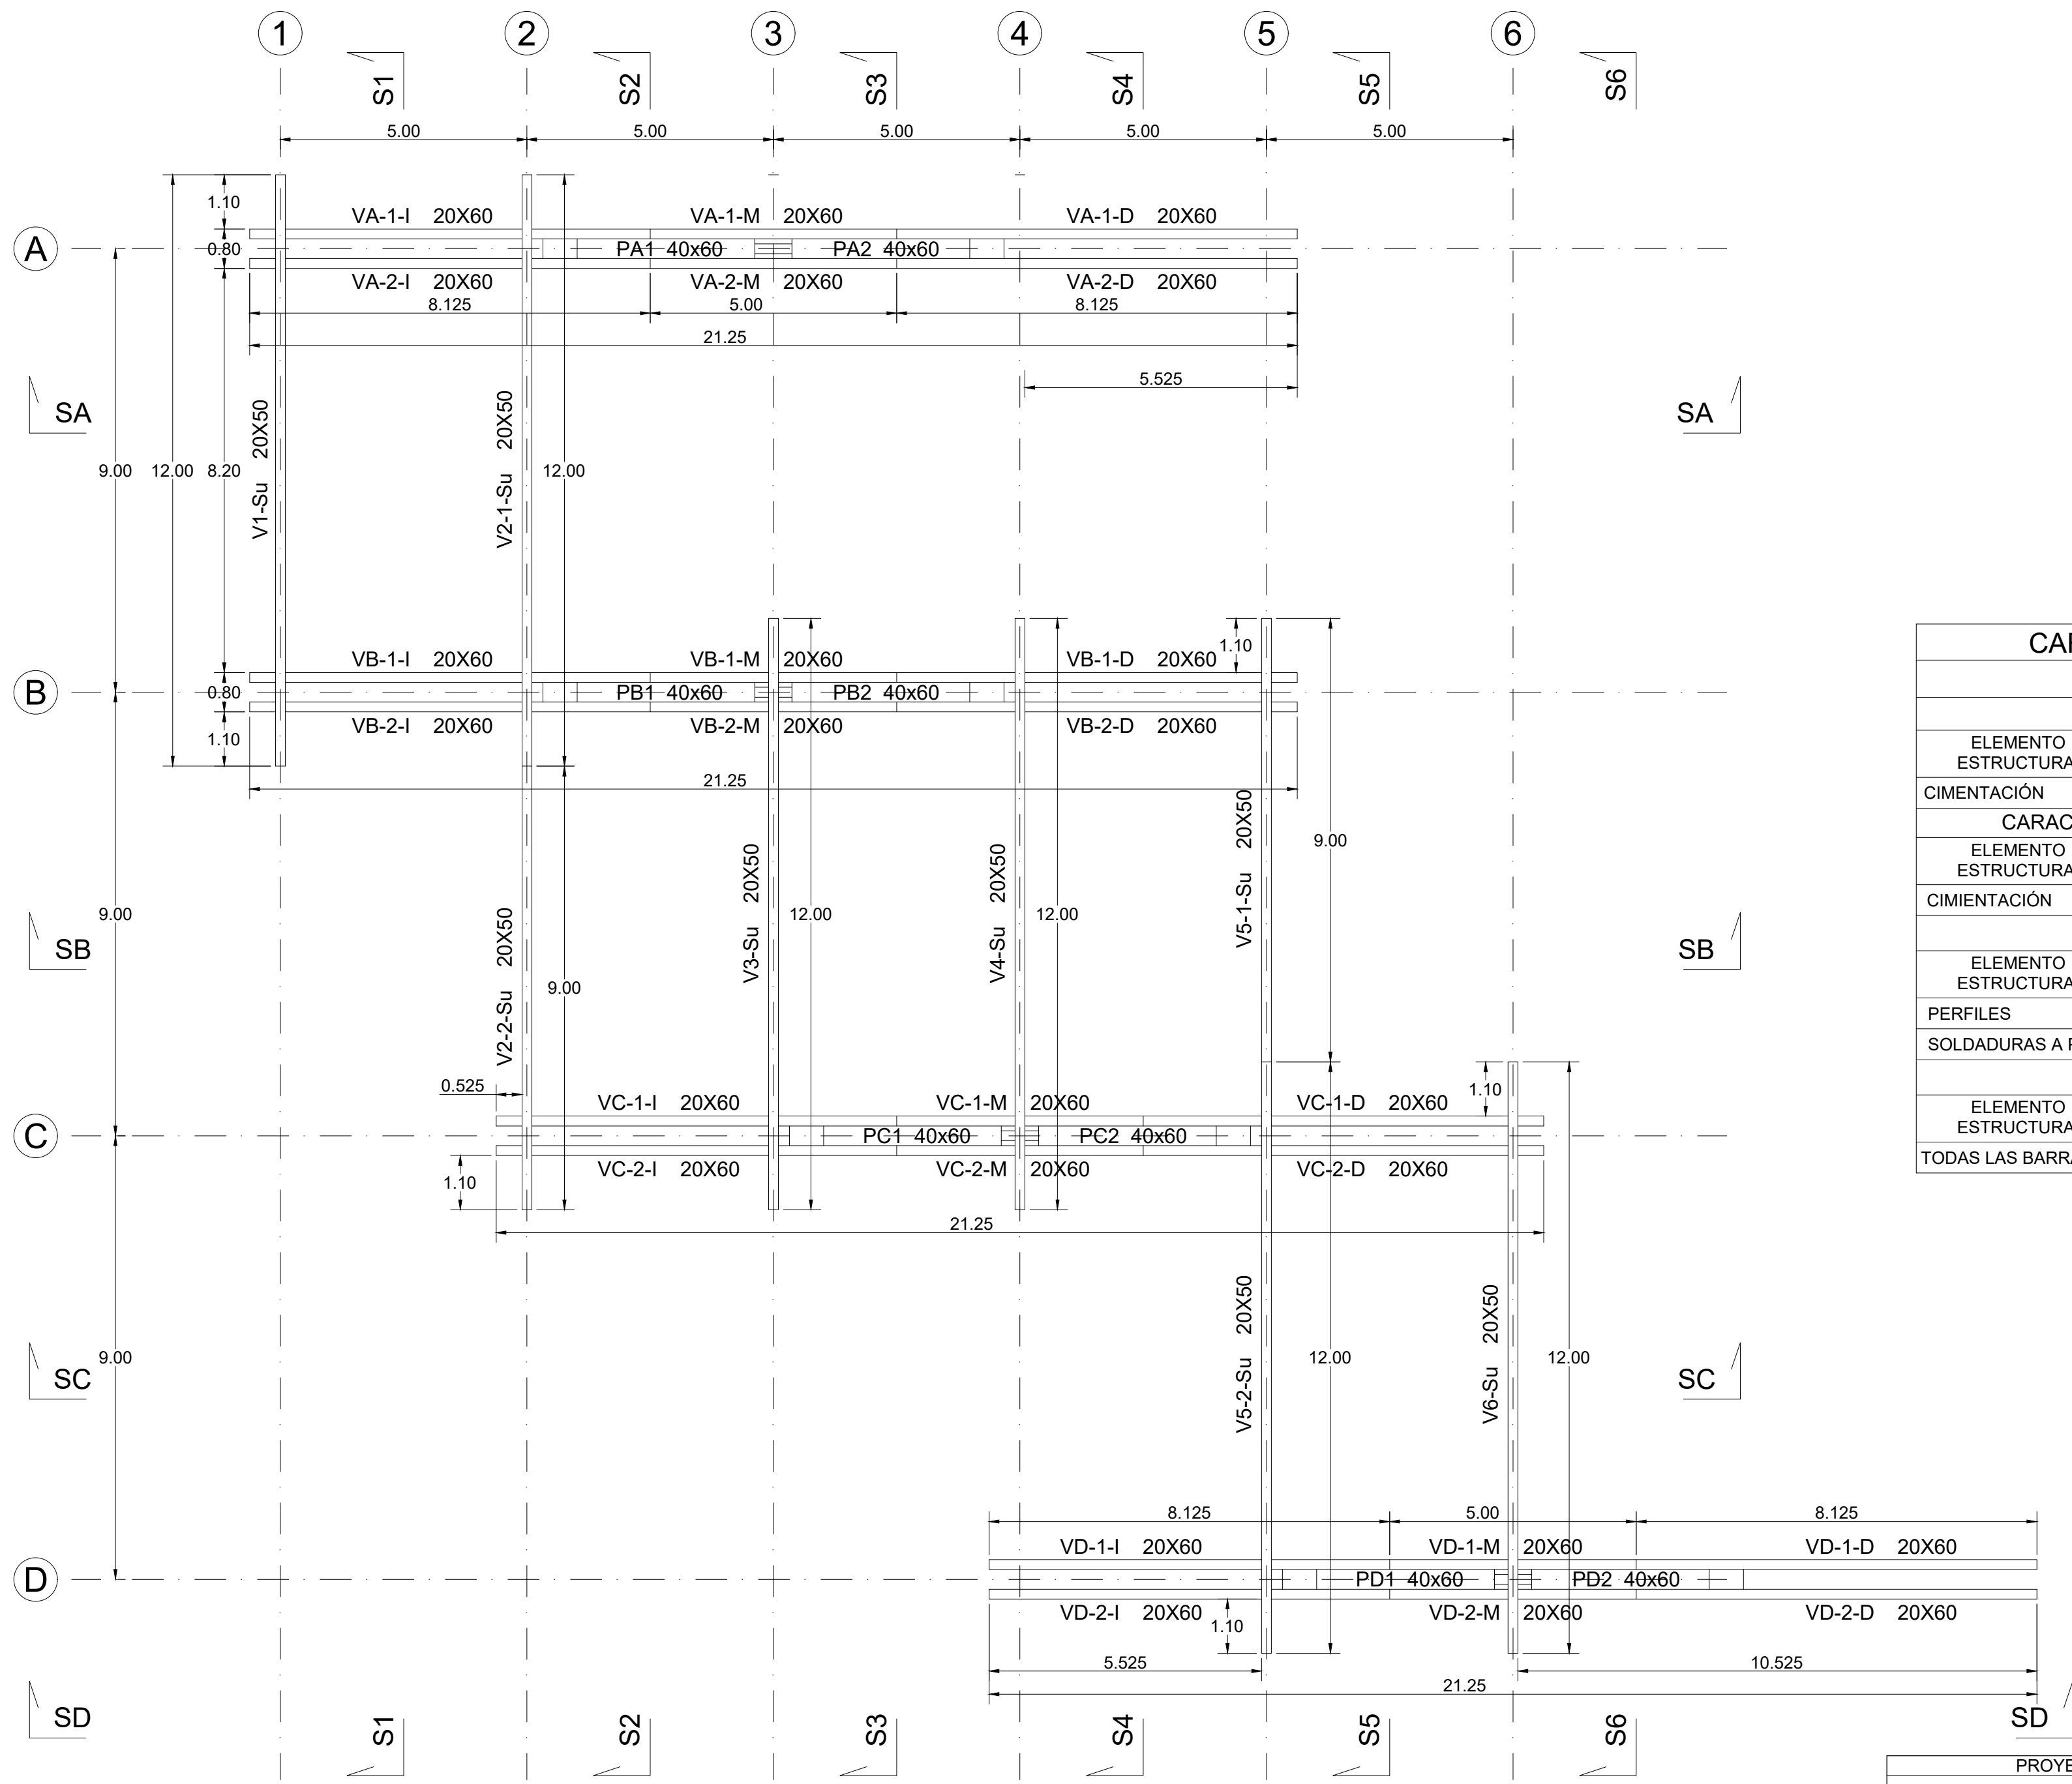 1 2 3 4 5 6
S1 S2 S3 S4 S5 S6
5.00 5.00 5.00 5.00 5.00
1.10
VA-1-I 20X60 VA-1-M 20X60 VA-1-D 20X60
A 0.80 PA1 40x60 PA2 40x60
VA-2-I 20X60 VA-2-M 20X60 VA-2-D 20X60
8.125 5.00 8.125
21.25
5.525
SA SA
V1-Su 20X50
V2-1-Su 20X50
9.00 12.00 8.20 12.00
CAR
1.10
VB-1-I 20X60 VB-1-M 20X60 VB-1-D 20X60
B 0.80 PB1 40x60 PB2 40x60
VB-2-I 20X60 VB-2-M 20X60 VB-2-D 20X60
1.10
21.25
ELEMENTO
ESTRUCTURA
CIMENTACIÓN
CARAC
ELEMENTO
ESTRUCTURA
CIMIENTACIÓN
ELEMENTO
ESTRUCTURA
PERFILES
SOLDADURAS A P
ELEMENTO
ESTRUCTURA
TODAS LAS BARRA
V5-1-Su 20X50
9.00
V3-Su 20X50
V4-Su 20X50
9.00 12.00 12.00
SB SB
V2-2-Su 20X50
9.00
0.525 1.10
VC-1-I 20X60 VC-1-M 20X60 VC-1-D 20X60
C PC1 40x60 PC2 40x60
VC-2-I 20X60 VC-2-M 20X60 VC-2-D 20X60
1.10
21.25
V5-2-Su 20X50
V6-Su 20X50
9.00 12.00 12.00
SC SC
8.125 5.00 8.125
VD-1-I 20X60 VD-1-M 20X60 VD-1-D 20X60
D PD1 40x60 PD2 40x60
VD-2-I 20X60 VD-2-M 20X60 VD-2-D 20X60
1.10
5.525 10.525
21.25
SD SD
S1 S2 S3 S4 S5 S6
PROYE